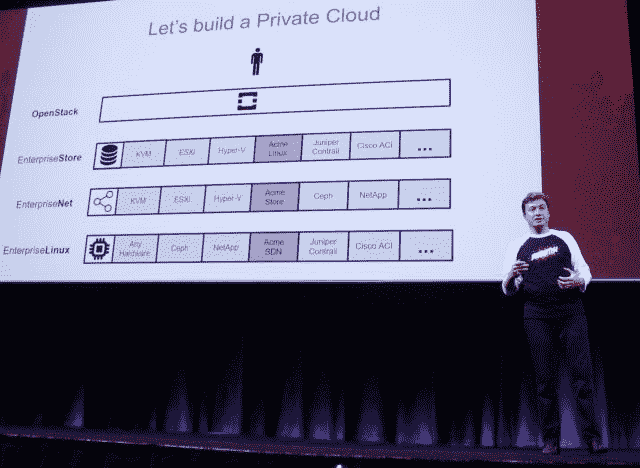 Let's build a Private Cloud
OpenStack
EnterpriseStore KVM ESXi Hyper-V Acme Linux Juniper Contrail Cisco ACI ...
EnterpriseNet KVM ESXi Hyper-V Acme Store Ceph NetApp ...
EnterpriseLinux Any Hardware Ceph NetApp Acme SDN Juniper Contrail Cisco ACI ...